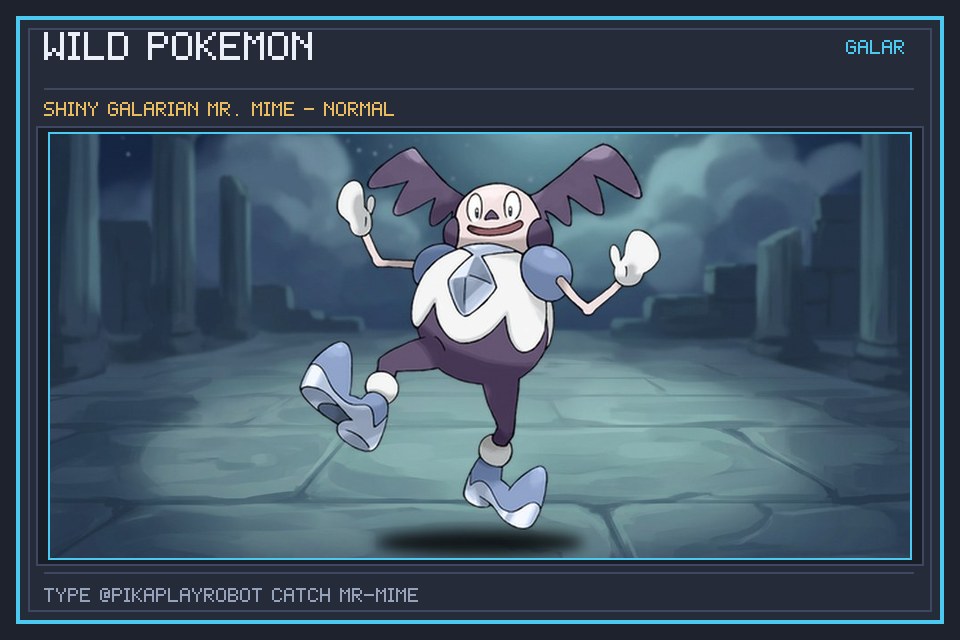 WILD POKEMON
GALAR
SHINY GALARIAN MR. MIME - NORMAL
TYPE @PIKAPLAYROBOT CATCH MR-MIME